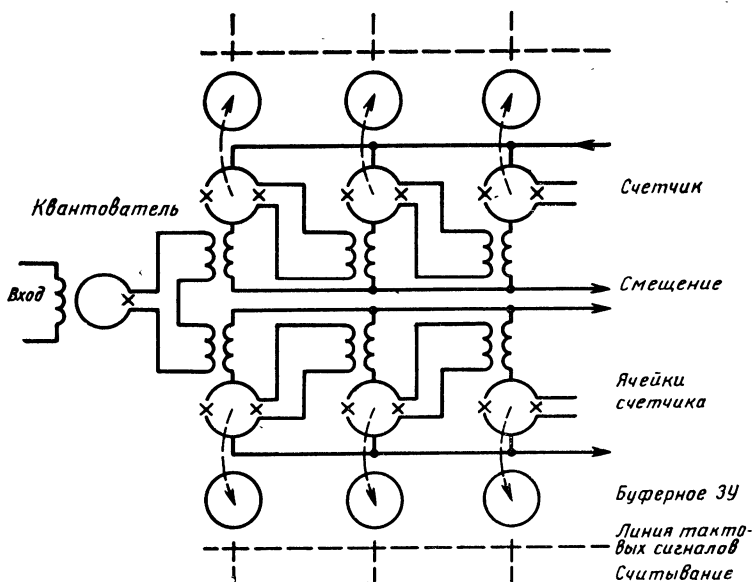 Квантователь
Счетчик
Вход
Смещение
Ячейки
счетчика
Буферное ЗУ
Линия такто-
вых сигналов
Считывание